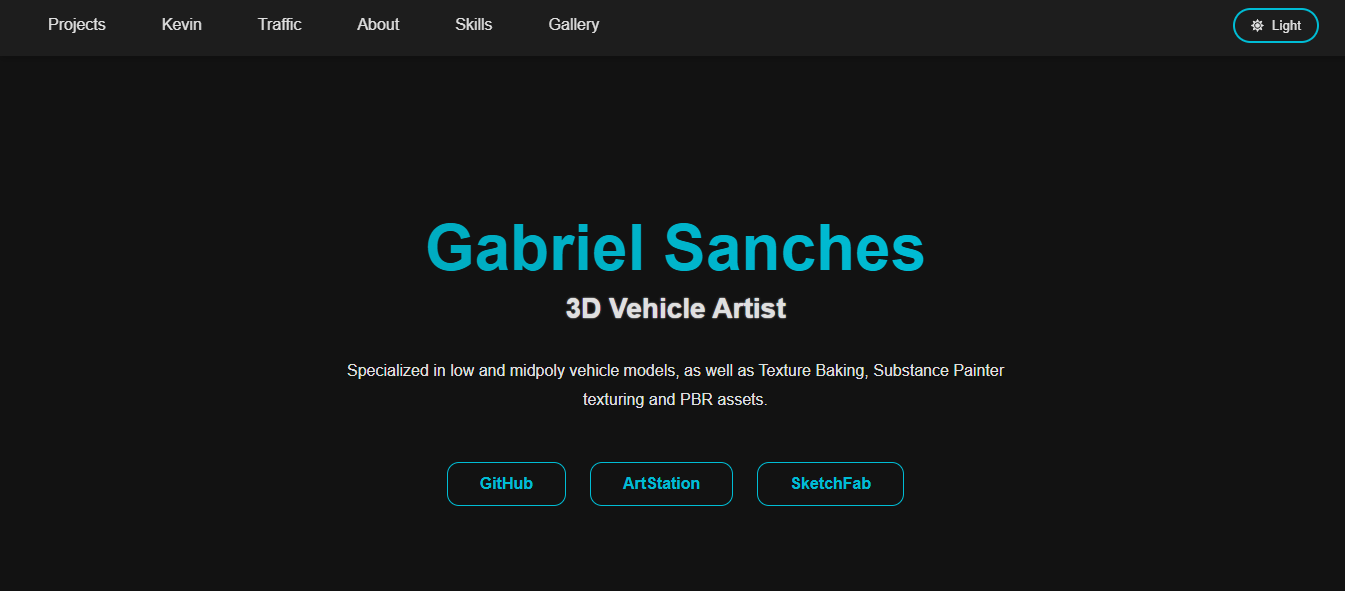 Projects Kevin Traffic About Skills Gallery Light
Gabriel Sanches
3D Vehicle Artist
Specialized in low and midpoly vehicle models, as well as Texture Baking, Substance Painter
texturing and PBR assets.
GitHub ArtStation SketchFab